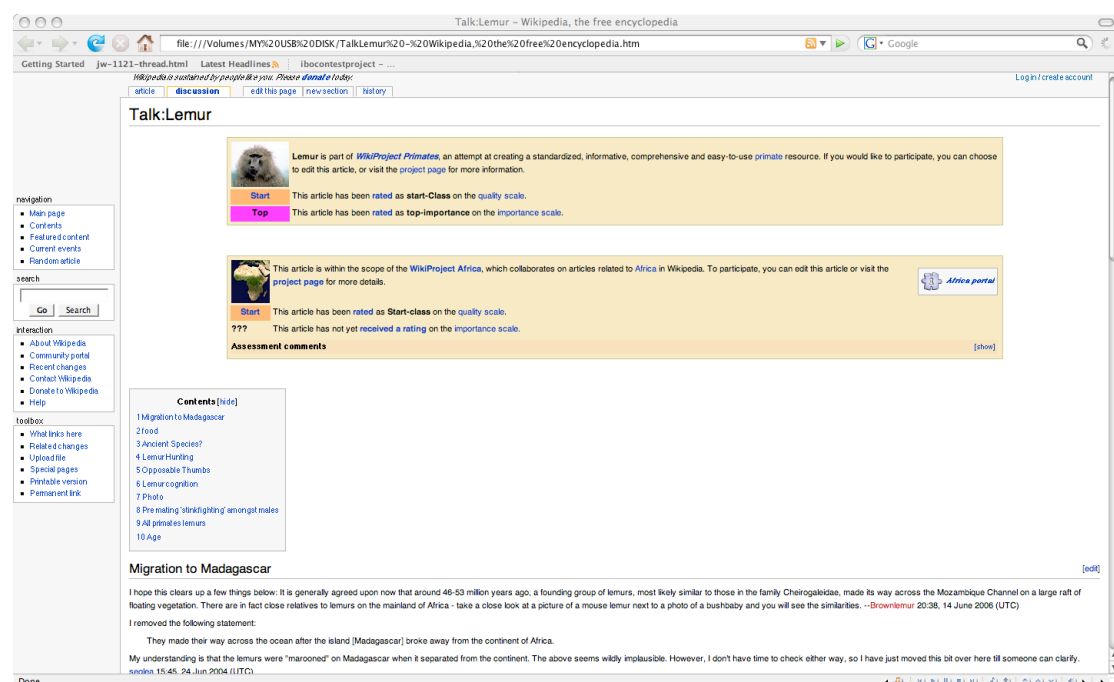 Talk:Lemur – Wikipedia, the free encyclopedia
file:///Volumes/MY%20USB%20DISK/TalkLemur%20-%20Wikipedia,%20the%20free%20encyclopedia.htm
G Google
Getting Started jw-1121-thread.html Latest Headlines ibocontestproject – ...
Wikipedia is sustained by people like you. Please donate today.
Log in / create account
article discussion edit this page new section history
Talk:Lemur
Lemur is part of WikiProject Primates, an attempt at creating a standardized, informative, comprehensive and easy-to-use primate resource. If you would like to participate, you can choose
to edit this article, or visit the project page for more information.
Start This article has been rated as start-Class on the quality scale.
Top This article has been rated as top-importance on the importance scale.
navigation
Main page
Contents
Featured content
Current events
Random article
search
Go Search
interaction
About Wikipedia
Community portal
Recent changes
Contact Wikipedia
Donate to Wikipedia
Help
toolbox
What links here
Related changes
Upload file
Special pages
Printable version
Permanent link
This article is within the scope of the WikiProject Africa, which collaborates on articles related to Africa in Wikipedia. To participate, you can edit this article or visit the
project page for more details.
Africa portal
Start This article has been rated as Start-class on the quality scale.
??? This article has not yet received a rating on the importance scale.
Assessment comments [show]
Contents [hide]
1 Migration to Madagascar
2 food
3 Ancient Species?
4 Lemur Hunting
5 Opposable Thumbs
6 Lemur cognition
7 Photo
8 Pre mating 'stinkfighting' amongst males
9 All primates lemurs
10 Age
Migration to Madagascar [edit]
I hope this clears up a few things below: It is generally agreed upon now that around 46-53 million years ago, a founding group of lemurs, most likely similar to those in the family Cheirogaleidae, made its way across the Mozambique Channel on a large raft of
floating vegetation. There are in fact close relatives to lemurs on the mainland of Africa - take a close look at a picture of a mouse lemur next to a photo of a bushbaby and you will see the similarities. --Brownlemur 20:38, 14 June 2006 (UTC)
I removed the following statement:
They made their way across the ocean after the island [Madagascar] broke away from the continent of Africa.
My understanding is that the lemurs were "marooned" on Madagascar when it separated from the continent. The above seems wildly implausible. However, I don't have time to check either way, so I have just moved this bit over here till someone can clarify.
seglea 15:45, 24 Jun 2004 (UTC)
Done